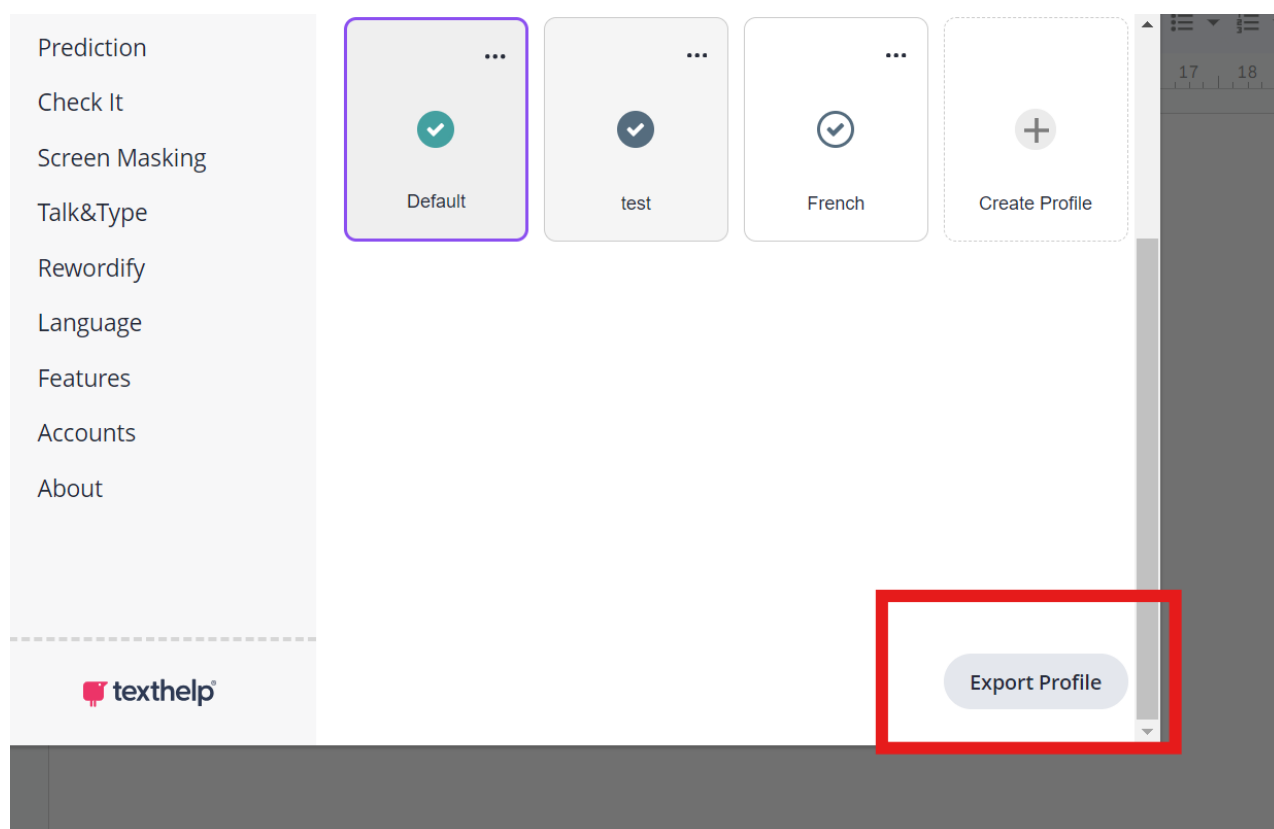 Prediction
Check It
Screen Masking
Talk&Type
Rewordify
Language
Features
Accounts
About
texthelp
Default
test
French
Create Profile
Export Profile
17 18